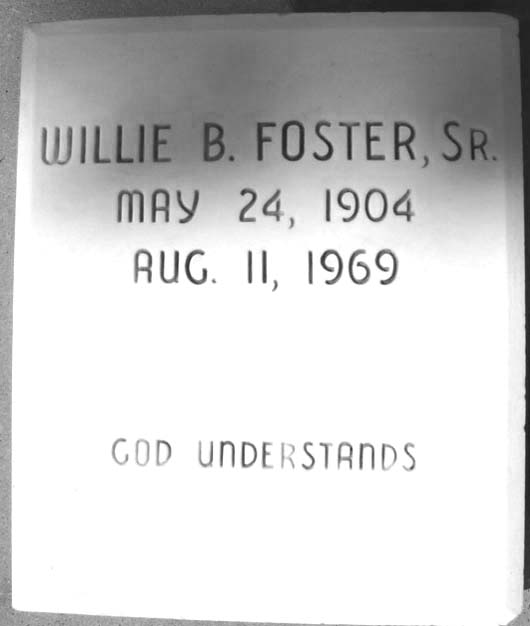 WILLIE B. FOSTER, SR.
MAY 24, 1904
AUG. 11, 1969
GOD UNDERSTANDS